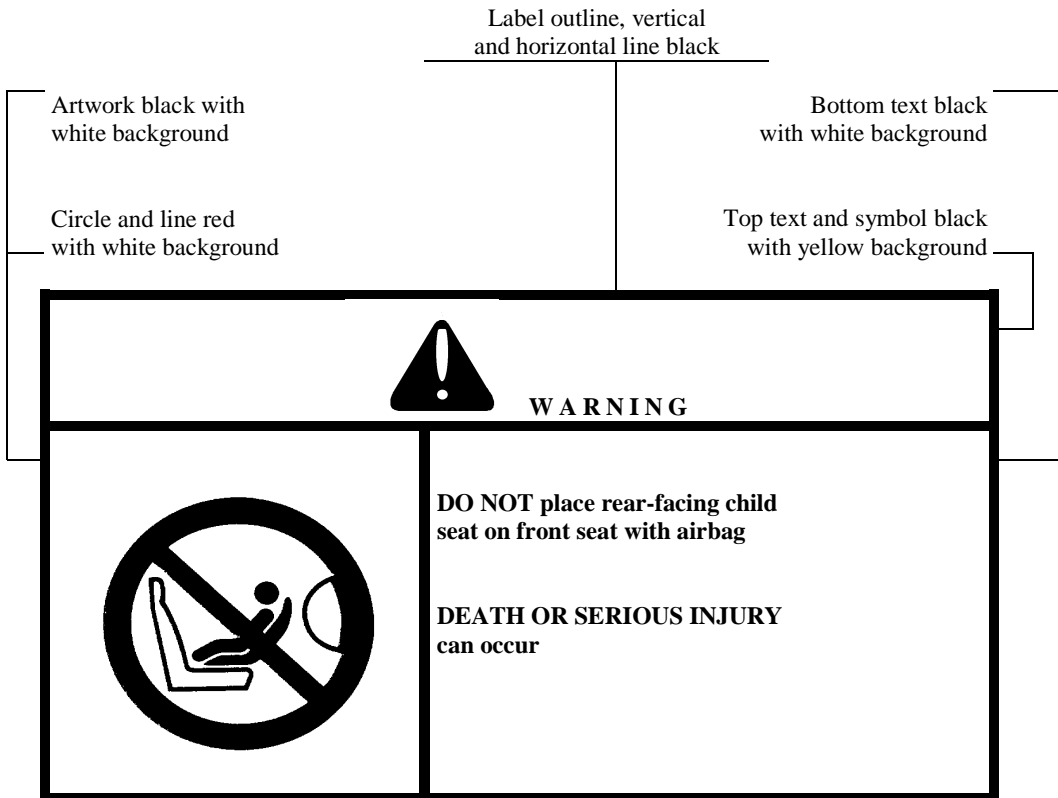 Label outline, vertical
and horizontal line black
Artwork black with
white background
Bottom text black
with white background
Circle and line red
with white background
Top text and symbol black
with yellow background
WARNING
DO NOT place rear-facing child
seat on front seat with airbag
DEATH OR SERIOUS INJURY
can occur